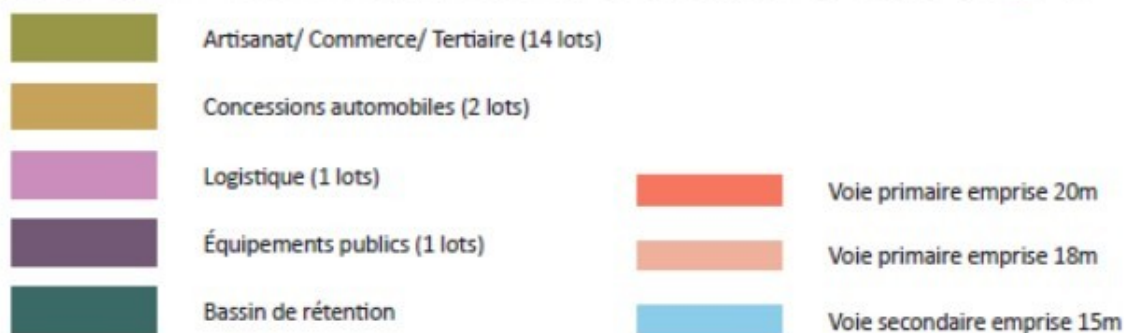 Artisanat/ Commerce/ Tertiaire (14 lots)
Concessions automobiles (2 lots)
Logistique (1 lots)
Équipements publics (1 lots)
Bassin de rétention
Voie primaire emprise 20m
Voie primaire emprise 18m
Voie secondaire emprise 15m